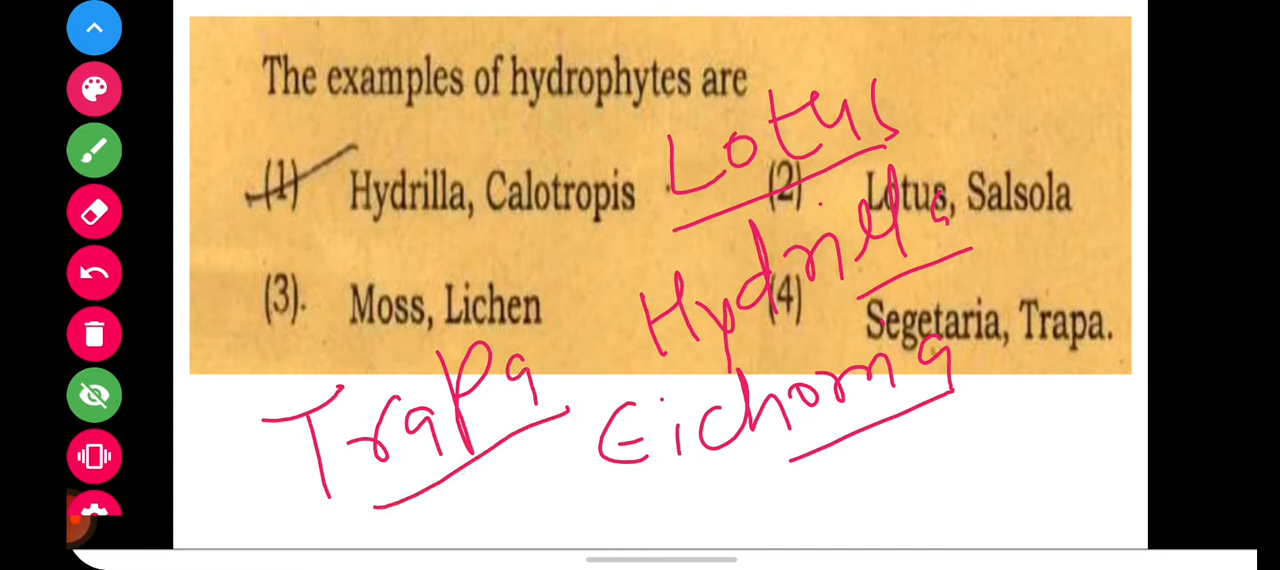 The examples of hydrophytes are
(1) Hydrilla, Calotropis (2) Lotus, Salsola
(3). Moss, Lichen (4) Segetaria, Trapa.
Lotus
Hydrilla
Trapa Eichorna